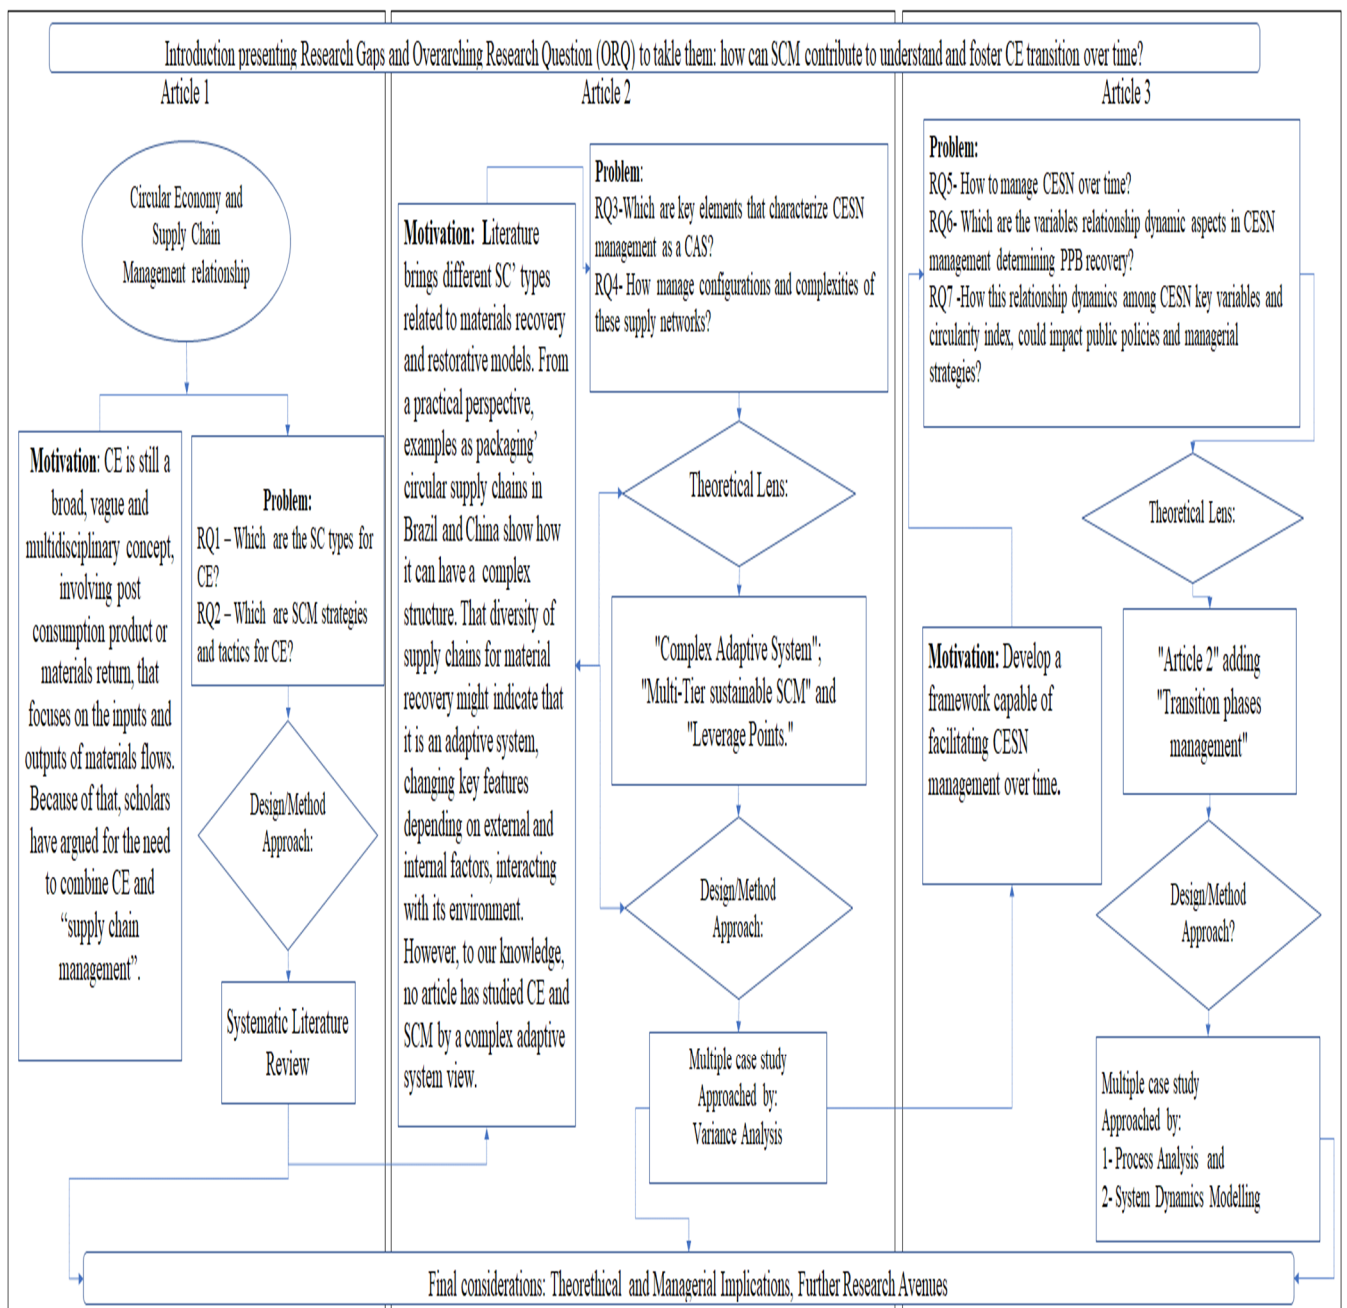 Introduction presenting Research Gaps and Overarching Research Question (ORQ) to takle them: how can SCM contribute to understand and foster CE transition over time?
Article 1
Circular Economy and
Supply Chain
Management relationship
Motivation: CE is still a
broad, vague and
multidisciplinary concept,
involving post
consumption product or
materials return, that
focuses on the inputs and
outputs of materials flows.
Because of that, scholars
have argued for the need
to combine CE and
“supply chain
management”.
Problem:
RQ1 – Which are the SC types for
CE?
RQ2 – Which are SCM strategies
and tactics for CE?
Design/Method
Approach:
Systematic Literature
Review
Article 2
Motivation: Literature
brings different SC’ types
related to materials recovery
and restorative models. From
a practical perspective,
examples as packaging’
circular supply chains in
Brazil and China show how
it can have a complex
structure. That diversity of
supply chains for material
recovery might indicate that
it is an adaptive system,
changing key features
depending on external and
internal factors, interacting
with its environment.
However, to our knowledge,
no article has studied CE and
SCM by a complex adaptive
system view.
Problem:
RQ3-Which are key elements that characterize CESN
management as a CAS?
RQ4- How manage configurations and complexities of
these supply networks?
Theoretical Lens:
"Complex Adaptive System";
"Multi-Tier sustainable SCM" and
"Leverage Points."
Design/Method
Approach:
Multiple case study
Approached by:
Variance Analysis
Article 3
Problem:
RQ5- How to manage CESN over time?
RQ6- Which are the variables relationship dynamic aspects in CESN
management determining PPB recovery?
RQ7 -How this relationship dynamics among CESN key variables and
circularity index, could impact public policies and managerial
strategies?
Motivation: Develop a
framework capable of
facilitating CESN
management over time.
Theoretical Lens:
"Article 2" adding
"Transition phases
management"
Design/Method
Approach?
Multiple case study
Approached by:
1- Process Analysis and
2- System Dynamics Modelling
Final considerations: Theorethical and Managerial Implications, Further Research Avenues